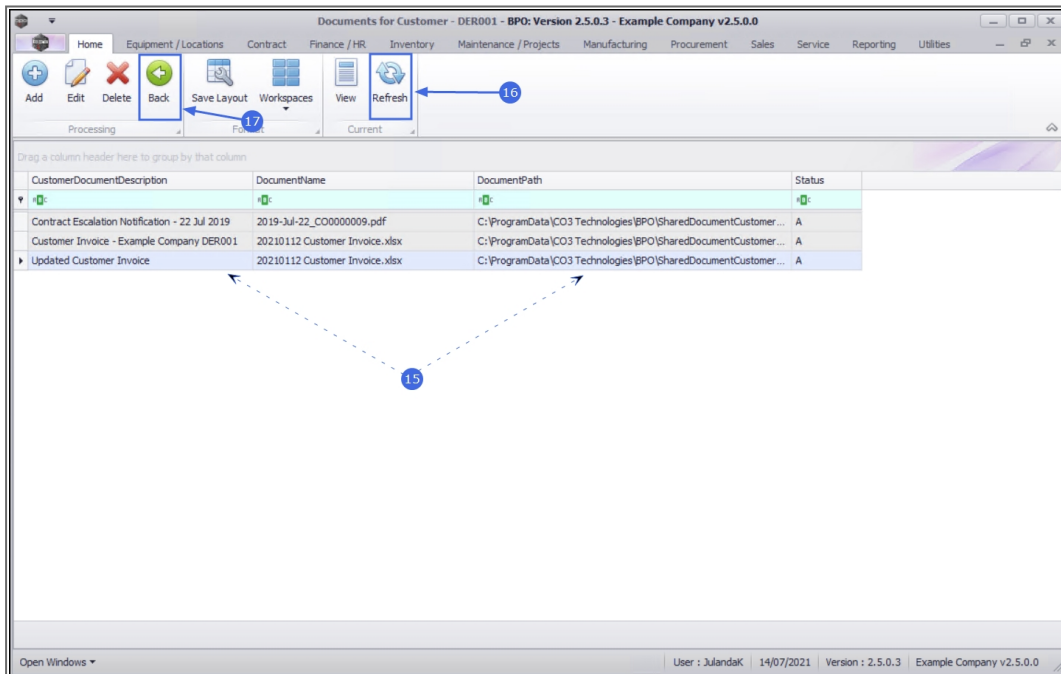 Documents for Customer - DER001 - BPO: Version 2.5.0.3 - Example Company v2.5.0.0
Home Equipment / Locations Contract Finance / HR Inventory Maintenance / Projects Manufacturing Procurement Sales Service Reporting Utilities
Add Edit Delete Back Save Layout Workspaces View Refresh
16
17
Processing Current
Drag a column header here to group by that column
CustomerDocumentDescription DocumentName DocumentPath Status
Contract Escalation Notification - 22 Jul 2019 2019-Jul-22_CO0000009.pdf C:\ProgramData\CO3 Technologies\BPO\SharedDocumentCustomer... A
Customer Invoice - Example Company DER001 20210112 Customer Invoice.xlsx C:\ProgramData\CO3 Technologies\BPO\SharedDocumentCustomer... A
Updated Customer Invoice 20210112 Customer Invoice.xlsx C:\ProgramData\CO3 Technologies\BPO\SharedDocumentCustomer... A
15
Open Windows User : JulandaK 14/07/2021 Version : 2.5.0.3 Example Company v2.5.0.0